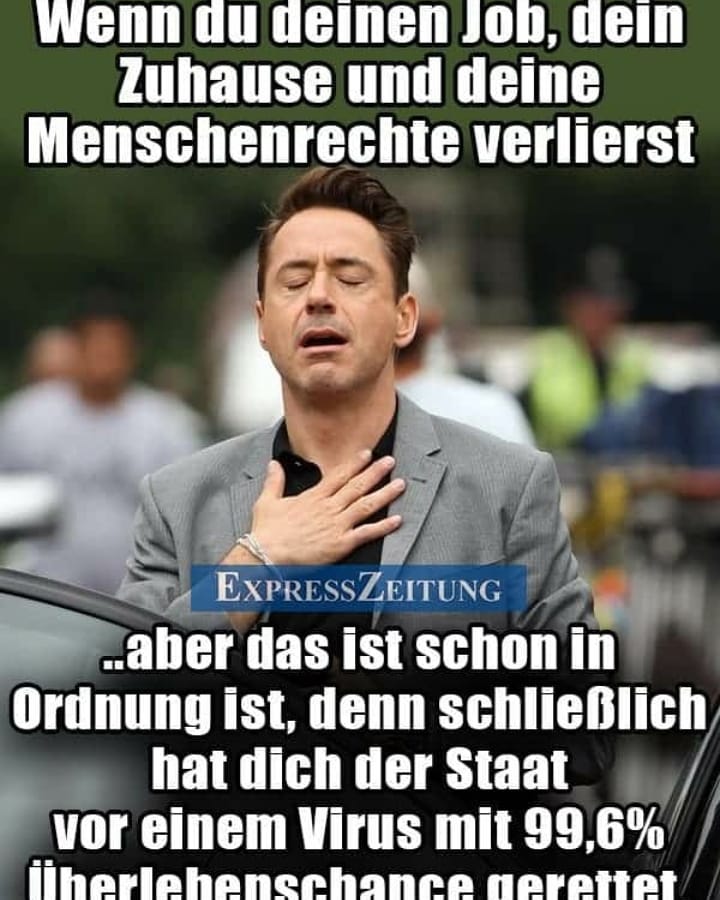 Wenn du deinen Job, dein
Zuhause und deine
Menschenrechte verlierst
EXPRESSZEITUNG
..aber das ist schon in
Ordnung ist, denn schließlich
hat dich der Staat
vor einem Virus mit 99,6%
Überlebenschance gerettet